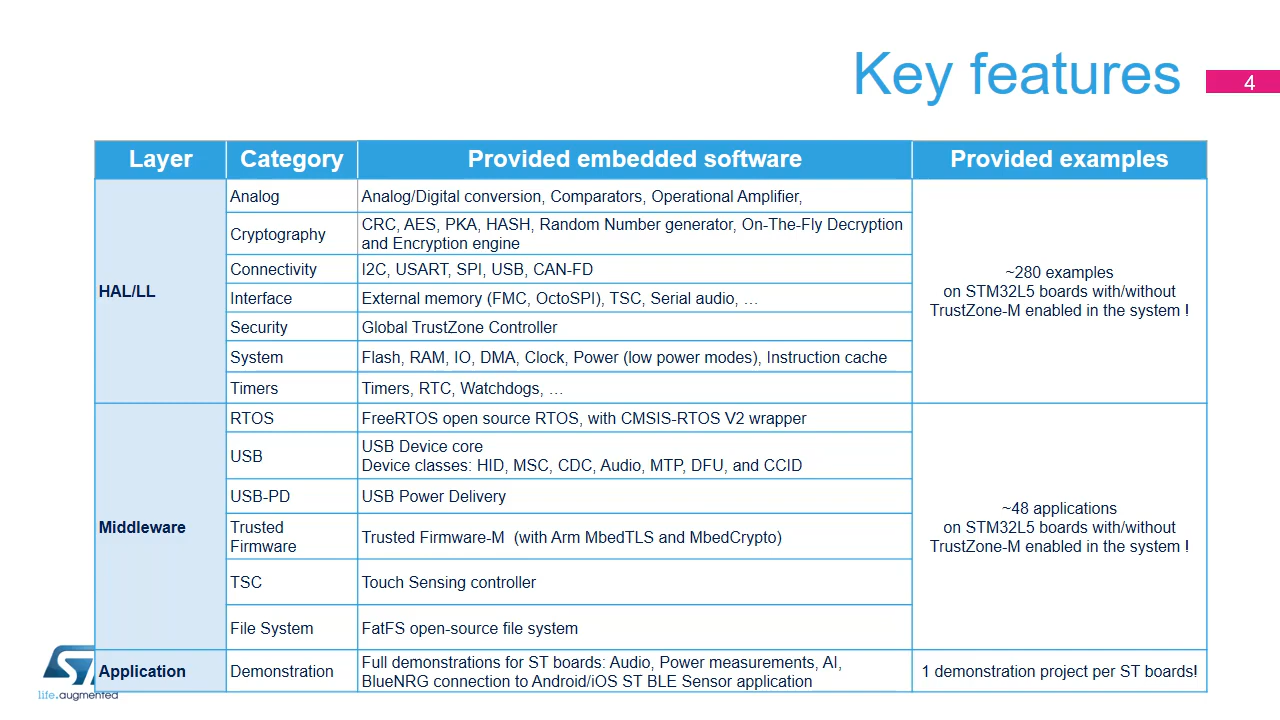 Key features
4
Layer Category Provided embedded software Provided examples
HAL/LL
Analog Analog/Digital conversion, Comparators, Operational Amplifier,
Cryptography CRC, AES, PKA, HASH, Random Number generator, On-The-Fly Decryption
and Encryption engine
Connectivity I2C, USART, SPI, USB, CAN-FD
Interface External memory (FMC, OctoSPI), TSC, Serial audio, …
Security Global TrustZone Controller
System Flash, RAM, IO, DMA, Clock, Power (low power modes), Instruction cache
Timers Timers, RTC, Watchdogs, …
~280 examples
on STM32L5 boards with/without
TrustZone-M enabled in the system !
Middleware
RTOS FreeRTOS open source RTOS, with CMSIS-RTOS V2 wrapper
USB USB Device core
Device classes: HID, MSC, CDC, Audio, MTP, DFU, and CCID
USB-PD USB Power Delivery
Trusted
Firmware
Trusted Firmware-M (with Arm MbedTLS and MbedCrypto)
TSC Touch Sensing controller
File System FatFS open-source file system
~48 applications
on STM32L5 boards with/without
TrustZone-M enabled in the system !
Application Demonstration Full demonstrations for ST boards: Audio, Power measurements, AI,
BlueNRG connection to Android/iOS ST BLE Sensor application
1 demonstration project per ST boards!
ST
life.augmented